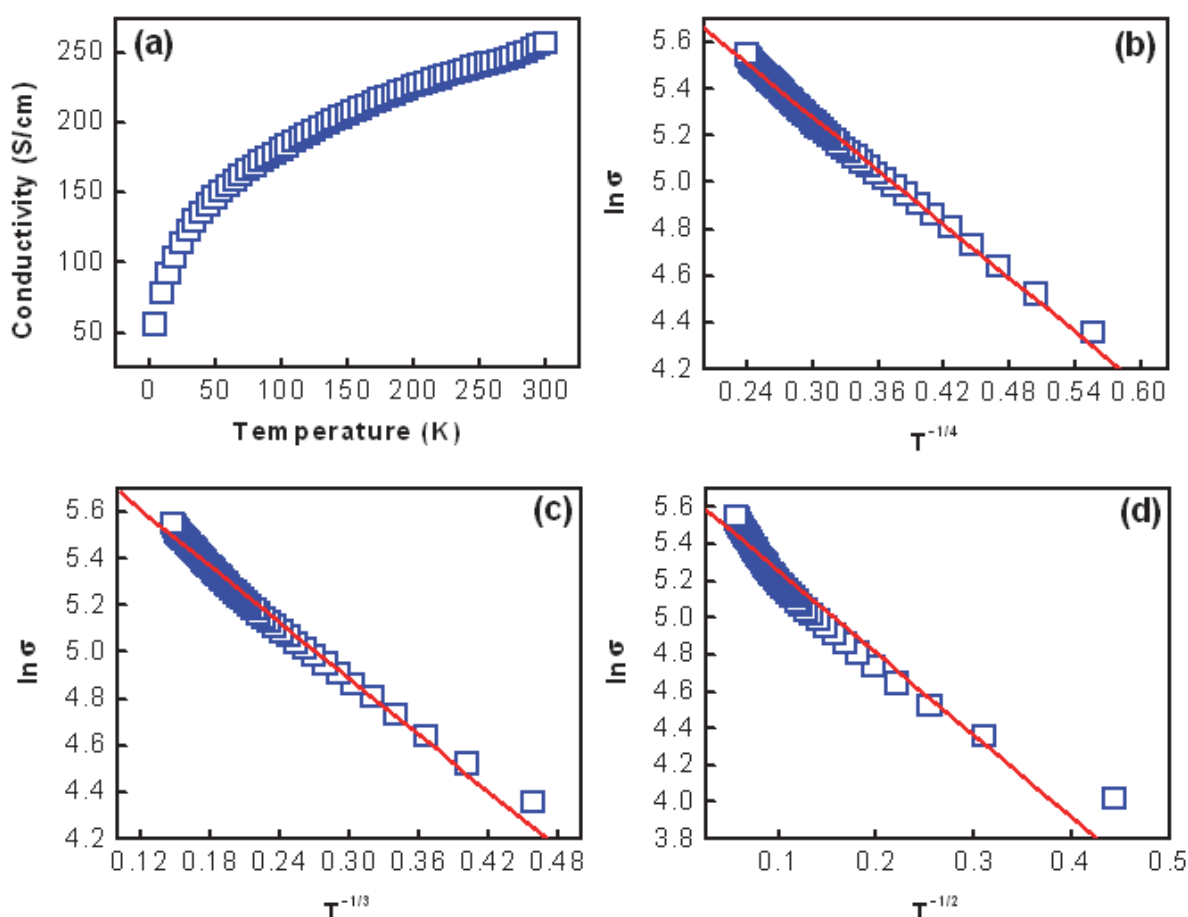 (a)
Conductivity (S/cm)
250
200
150
100
50
0 50 100 150 200 250 300
Temperature (K)
(b)
ln σ
5.6
5.4
5.2
5.0
4.8
4.6
4.4
4.2
0.24 0.30 0.36 0.42 0.48 0.54 0.60
T⁻¹/⁴
(c)
ln σ
5.6
5.4
5.2
5.0
4.8
4.6
4.4
4.2
0.12 0.18 0.24 0.30 0.36 0.42 0.48
T⁻¹/³
(d)
ln σ
5.6
5.4
5.2
5.0
4.8
4.6
4.4
4.2
4.0
3.8
0.1 0.2 0.3 0.4 0.5
T⁻¹/²